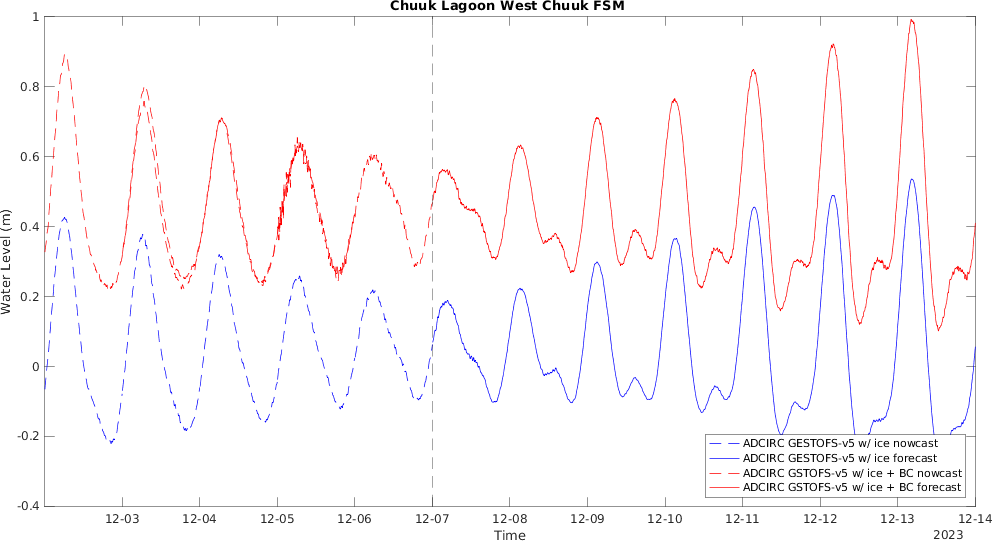 Chuuk Lagoon West Chuuk FSM
1
0.8
0.6
0.4
0.2
0
-0.2
-0.4
Water Level (m)
ADCIRC GESTOFS-v5 w/ ice nowcast
ADCIRC GESTOFS-v5 w/ ice forecast
ADCIRC GSTOFS-v5 w/ ice + BC nowcast
ADCIRC GSTOFS-v5 w/ ice + BC forecast
12-03 12-04 12-05 12-06 12-07 12-08 12-09 12-10 12-11 12-12 12-13 12-14
Time
2023